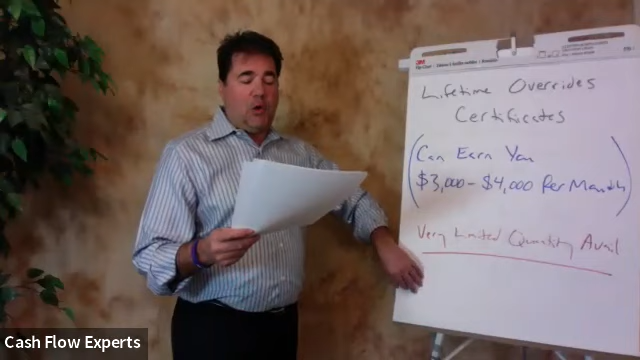 3M
Lifetime Overrides
Certificates
Can Earn You
$3,000 - $4,000 Per Month
Very Limited Quantity Avail
Cash Flow Experts